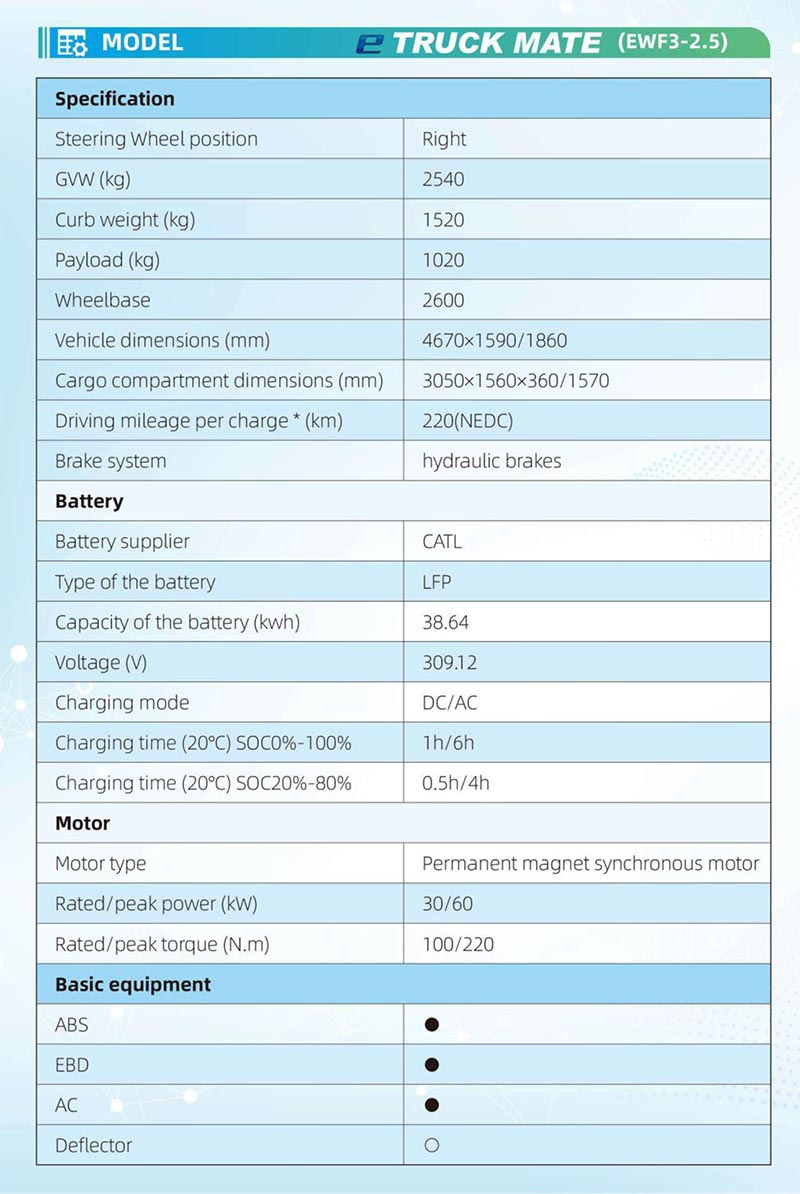 MODEL e TRUCK MATE (EWF3-2.5)
Specification
Steering Wheel position Right
GVW (kg) 2540
Curb weight (kg) 1520
Payload (kg) 1020
Wheelbase 2600
Vehicle dimensions (mm) 4670×1590/1860
Cargo compartment dimensions (mm) 3050×1560×360/1570
Driving mileage per charge * (km) 220(NEDC)
Brake system hydraulic brakes
Battery
Battery supplier CATL
Type of the battery LFP
Capacity of the battery (kwh) 38.64
Voltage (V) 309.12
Charging mode DC/AC
Charging time (20℃) SOC0%-100% 1h/6h
Charging time (20℃) SOC20%-80% 0.5h/4h
Motor
Motor type Permanent magnet synchronous motor
Rated/peak power (kW) 30/60
Rated/peak torque (N.m) 100/220
Basic equipment
ABS ●
EBD ●
AC ●
Deflector ○